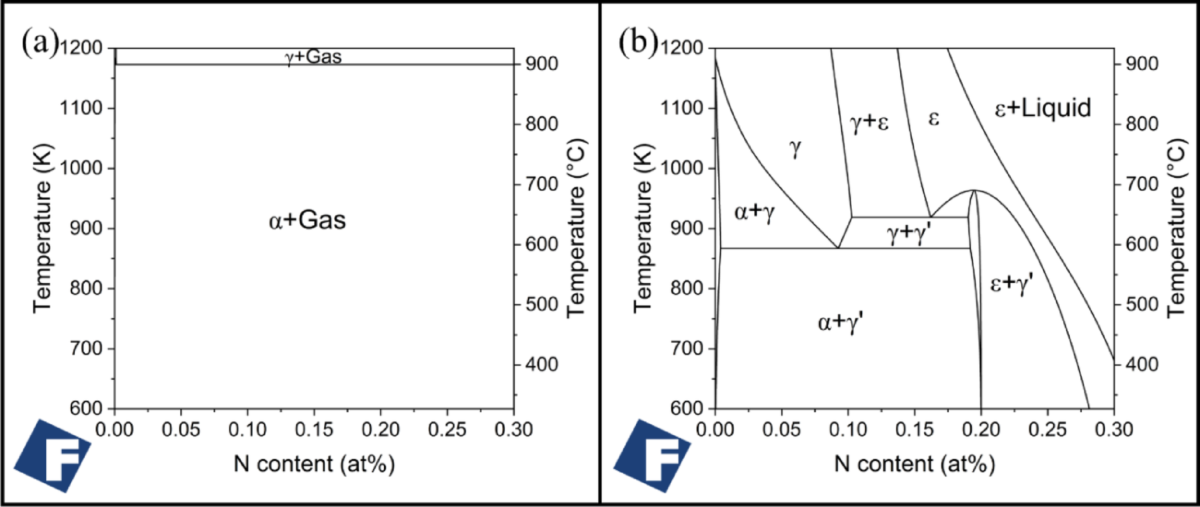 (a)
1200
1100
1000
900
800
700
600
Temperature (K)
γ+Gas
α+Gas
900
800
700
600
500
400
Temperature (°C)
0.00 0.05 0.10 0.15 0.20 0.25 0.30
N content (at%)
F
(b)
1200
1100
1000
900
800
700
600
Temperature (K)
γ
γ+ε
ε
ε+Liquid
α+γ
γ+γ'
ε+γ'
α+γ'
900
800
700
600
500
400
Temperature (°C)
0.00 0.05 0.10 0.15 0.20 0.25 0.30
N content (at%)
F